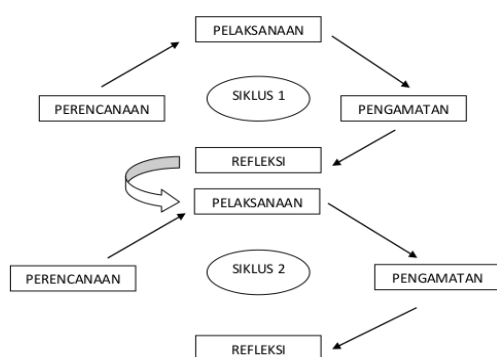 PELAKSANAAN
SIKLUS 1
PERENCANAAN
PENGAMATAN
REFLEKSI
PELAKSANAAN
SIKLUS 2
PERENCANAAN
PENGAMATAN
REFLEKSI